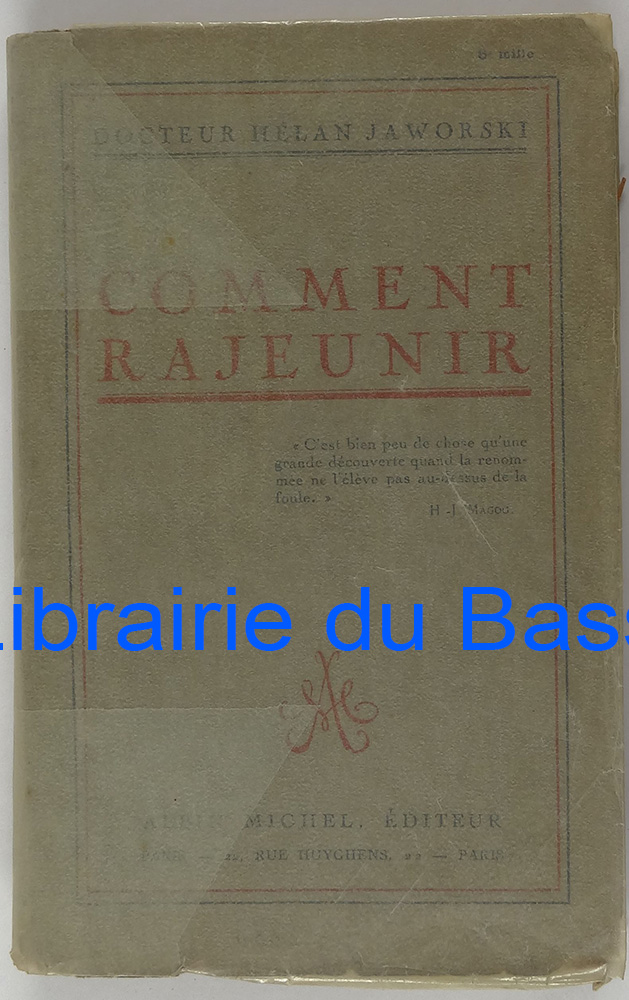 8e mille
DOCTEUR HÉLAN JAWORSKI
COMMENT
RAJEUNIR
« C'est bien peu de chose qu'une
grande découverte quand la renom-
mée ne l'élève pas au-dessus de la
foule. »
H.-J. MAGOG.
Librairie du Bass
ALBIN MICHEL, ÉDITEUR
PARIS — 22, RUE HUYGHENS, 22 — PARIS